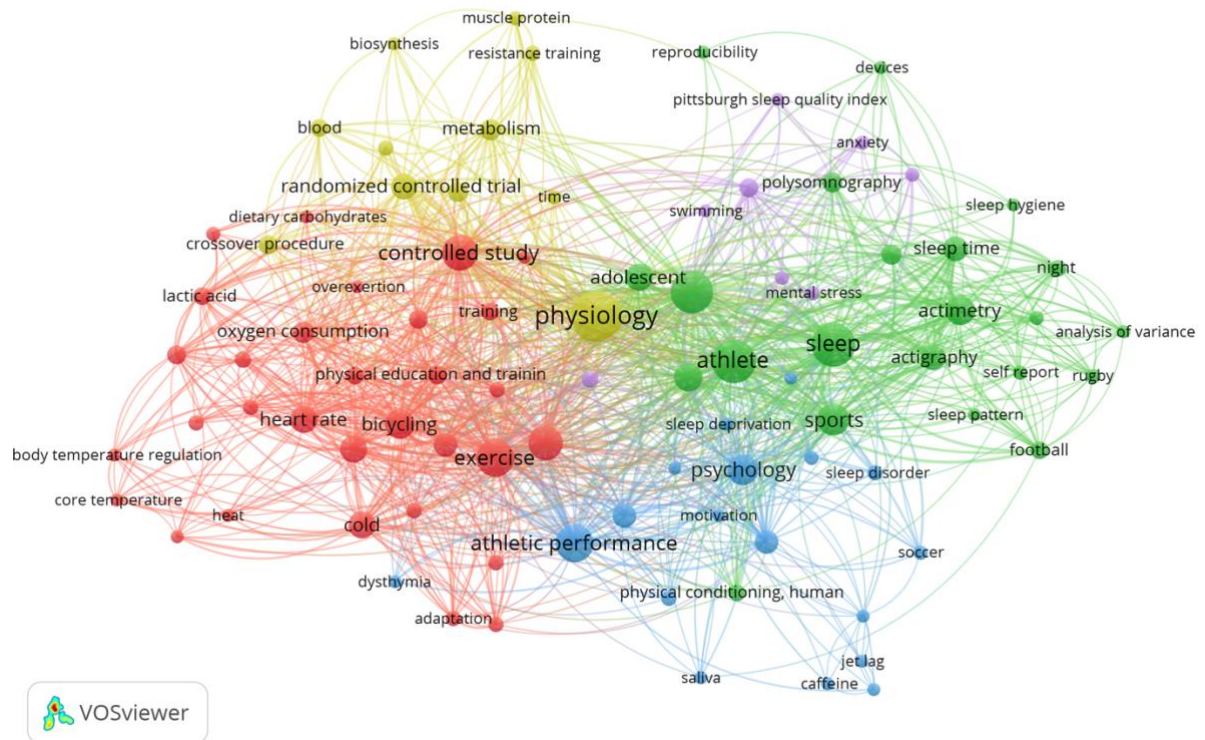 muscle protein
biosynthesis
resistance training
reproducibility
devices
pittsburgh sleep quality index
blood
metabolism
anxiety
randomized controlled trial
time
polysomnography
dietary carbohydrates
swimming
sleep hygiene
crossover procedure
controlled study
sleep time
adolescent
night
overexertion
mental stress
lactic acid
training
physiology
actimetry
oxygen consumption
sleep
analysis of variance
athlete
actigraphy
physical education and trainin
self report
rugby
heart rate
bicycling
sleep deprivation
sports
sleep pattern
body temperature regulation
exercise
psychology
football
sleep disorder
core temperature
heat
cold
motivation
athletic performance
soccer
dysthymia
physical conditioning, human
adaptation
jet lag
saliva
caffeine
VOSviewer